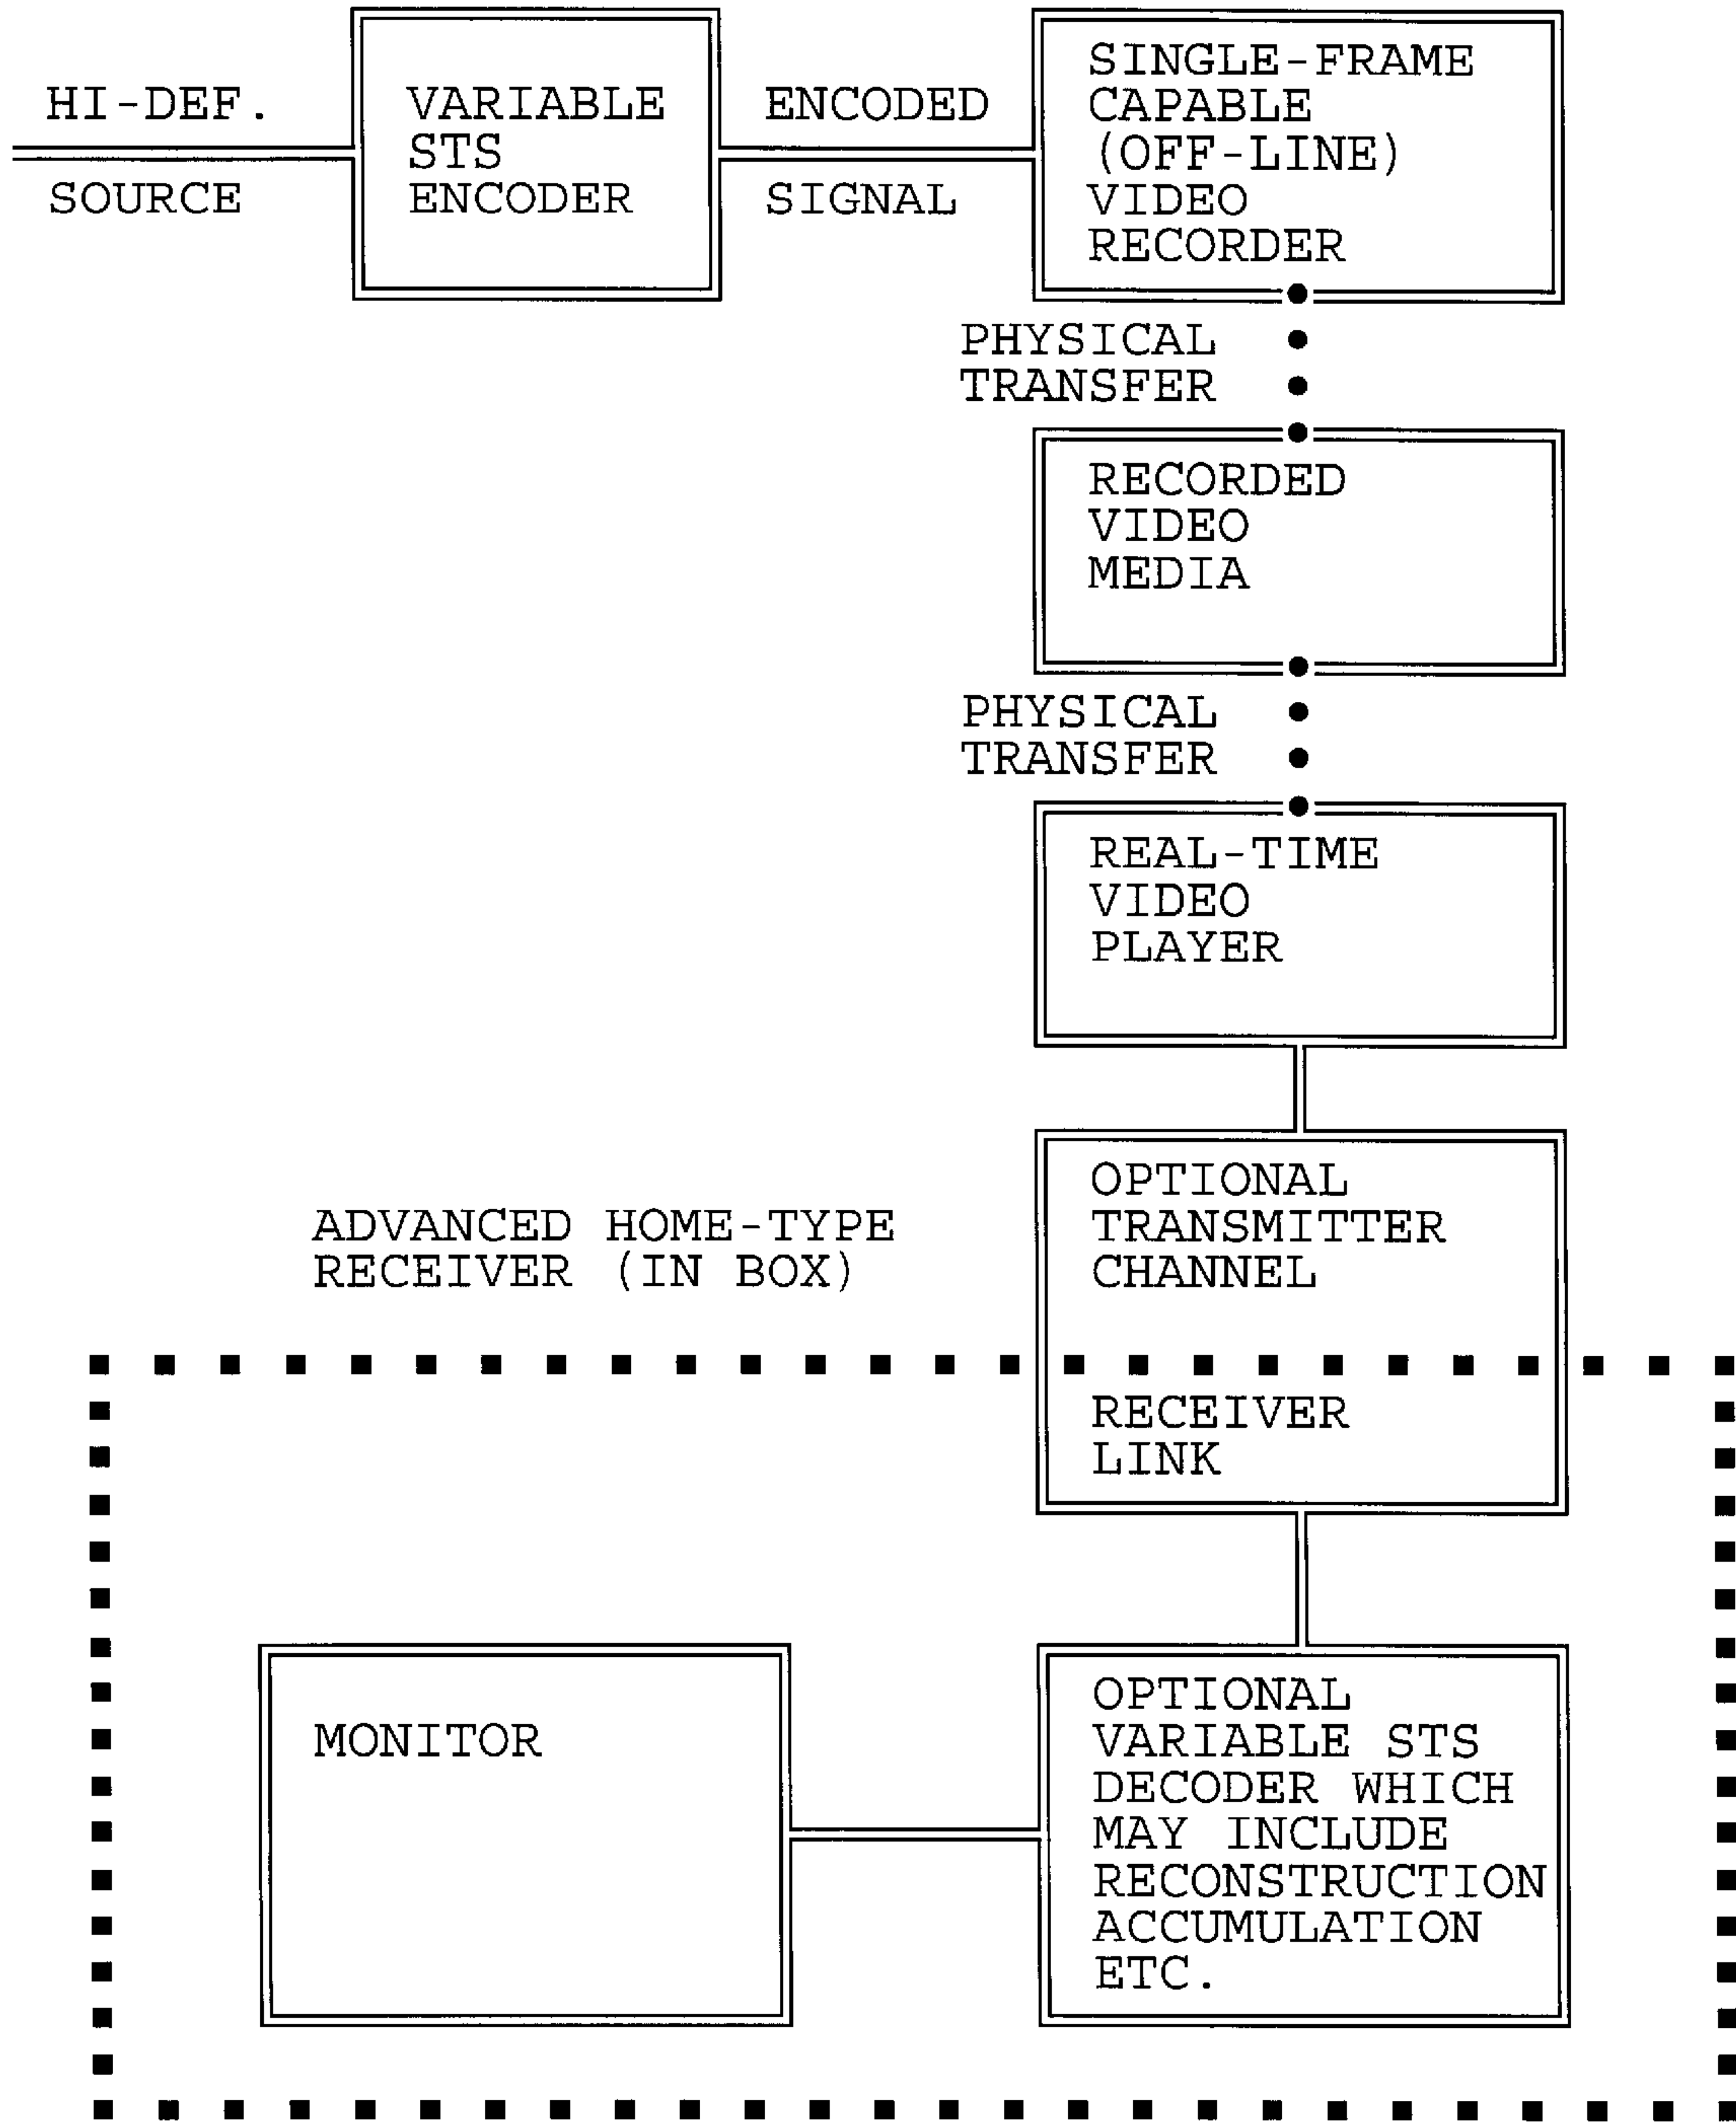 HI-DEF.
SOURCE
VARIABLE
STS
ENCODER
ENCODED
SIGNAL
SINGLE-FRAME
CAPABLE
(OFF-LINE)
VIDEO
RECORDER
PHYSICAL
TRANSFER
RECORDED
VIDEO
MEDIA
PHYSICAL
TRANSFER
REAL-TIME
VIDEO
PLAYER
OPTIONAL
TRANSMITTER
CHANNEL
ADVANCED HOME-TYPE
RECEIVER (IN BOX)
RECEIVER
LINK
MONITOR
OPTIONAL
VARIABLE STS
DECODER WHICH
MAY INCLUDE
RECONSTRUCTION
ACCUMULATION
ETC.